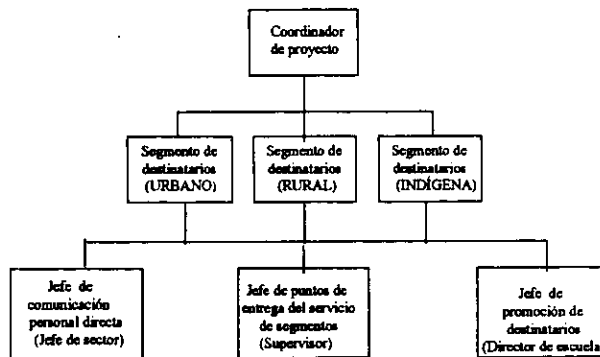 Coordinador
de proyecto
Segmento de
destinatarios
(URBANO)
Segmento de
destinatarios
(RURAL)
Segmento de
destinatarios
(INDÍGENA)
Jefe de
comunicación
personal directa
(Jefe de sector)
Jefe de puntos de
entrega del servicio
de segmentos
(Supervisor)
Jefe de
promoción de
destinatarios
(Director de escuela)